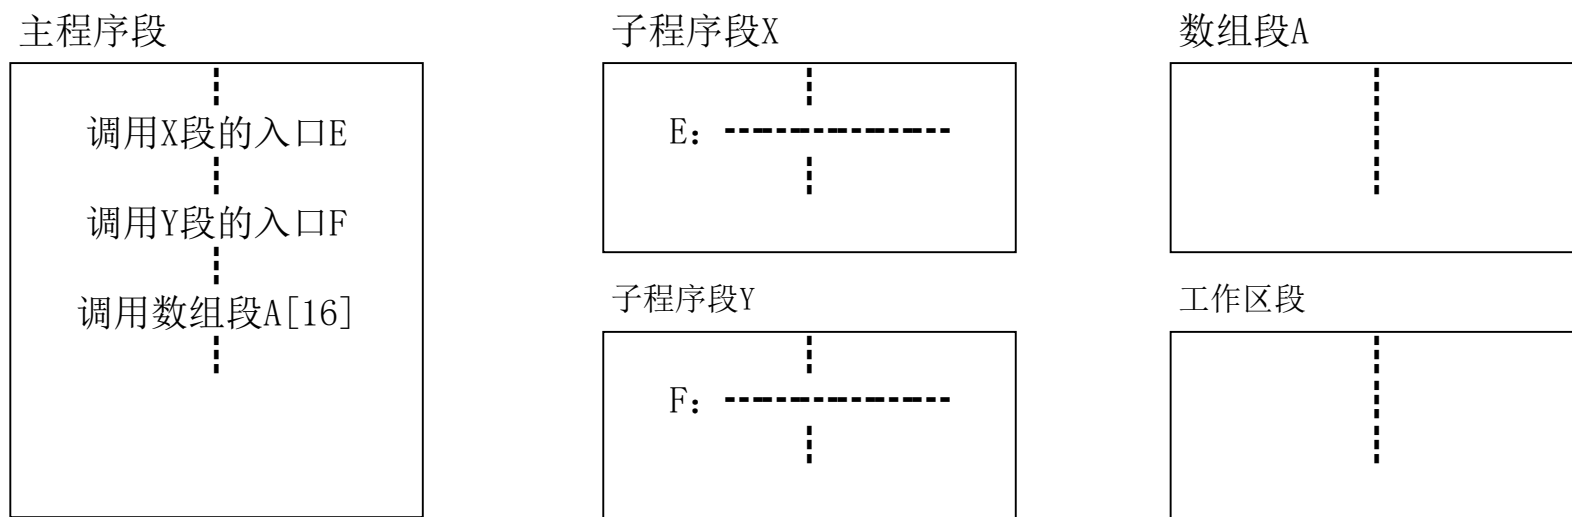 主程序段
调用X段的入口E
调用Y段的入口F
调用数组段A[16]
子程序段X
E：
子程序段Y
F：
数组段A
工作区段